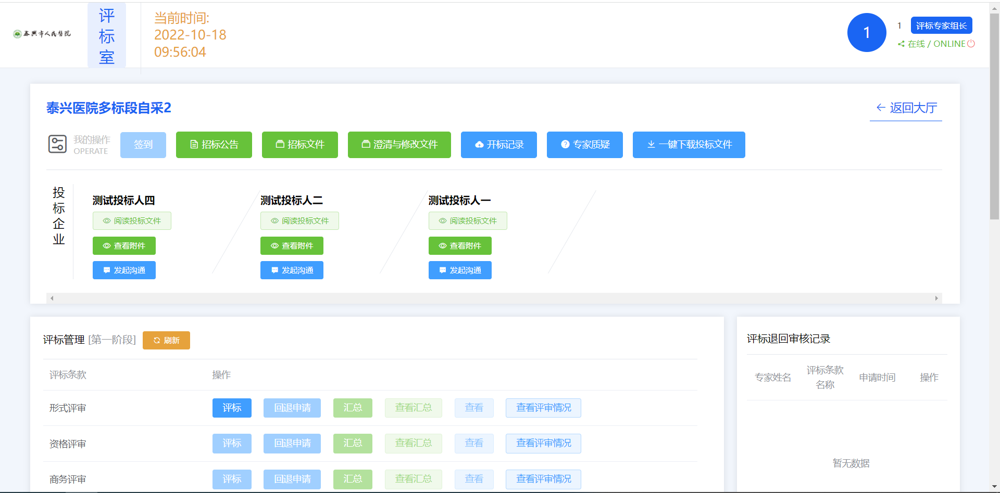 泰興市人民醫院
评标室
当前时间:
2022-10-18
09:56:04
1
1 评标专家组长
在线 / ONLINE
泰兴医院多标段自采2
返回大厅
我的操作
OPERATE
签到 招标公告 招标文件 澄清与修改文件 开标记录 专家质疑 一键下载投标文件
投标企业
测试投标人四 测试投标人二 测试投标人一
阅读投标文件 阅读投标文件 阅读投标文件
查看附件 查看附件 查看附件
发起沟通 发起沟通 发起沟通
评标管理 [第一阶段] 刷新
评标条款 操作
形式评审 评标 回退申请 汇总 查看汇总 查看 查看评审情况
资格评审 评标 回退申请 汇总 查看汇总 查看 查看评审情况
商务评审 评标 回退申请 汇总 查看汇总 查看 查看评审情况
评标退回审核记录
专家姓名 评标条款名称 申请时间 操作
暂无数据